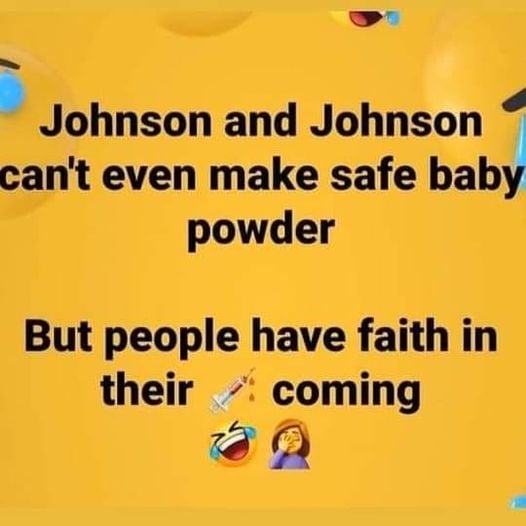 Johnson and Johnson
can't even make safe baby
powder
But people have faith in
their 💉 coming
🤣🤦‍♀️